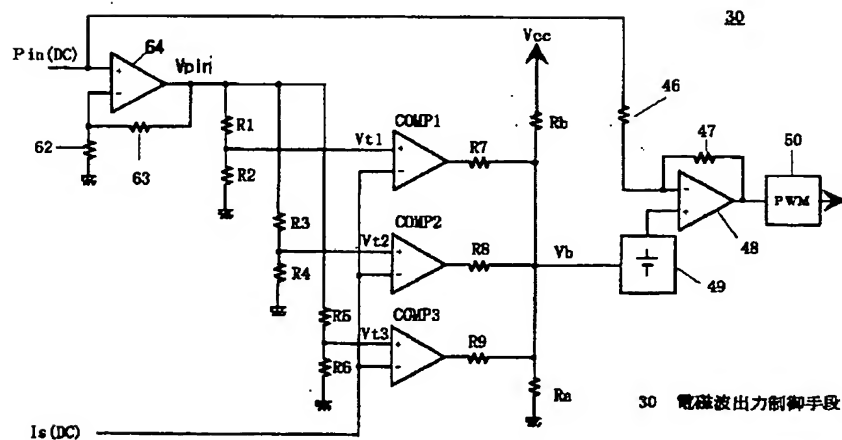 30
Pin(DC)
64
Vpin
Vcc
46
62
63
R1
R2
Vt1
COMP1
R7
Rb
47
50
PWM
R3
R4
Vt2
COMP2
R8
Vb
48
49
R5
R6
Vt3
COMP3
R9
Ra
Is(DC)
30 電磁波出力制御手段